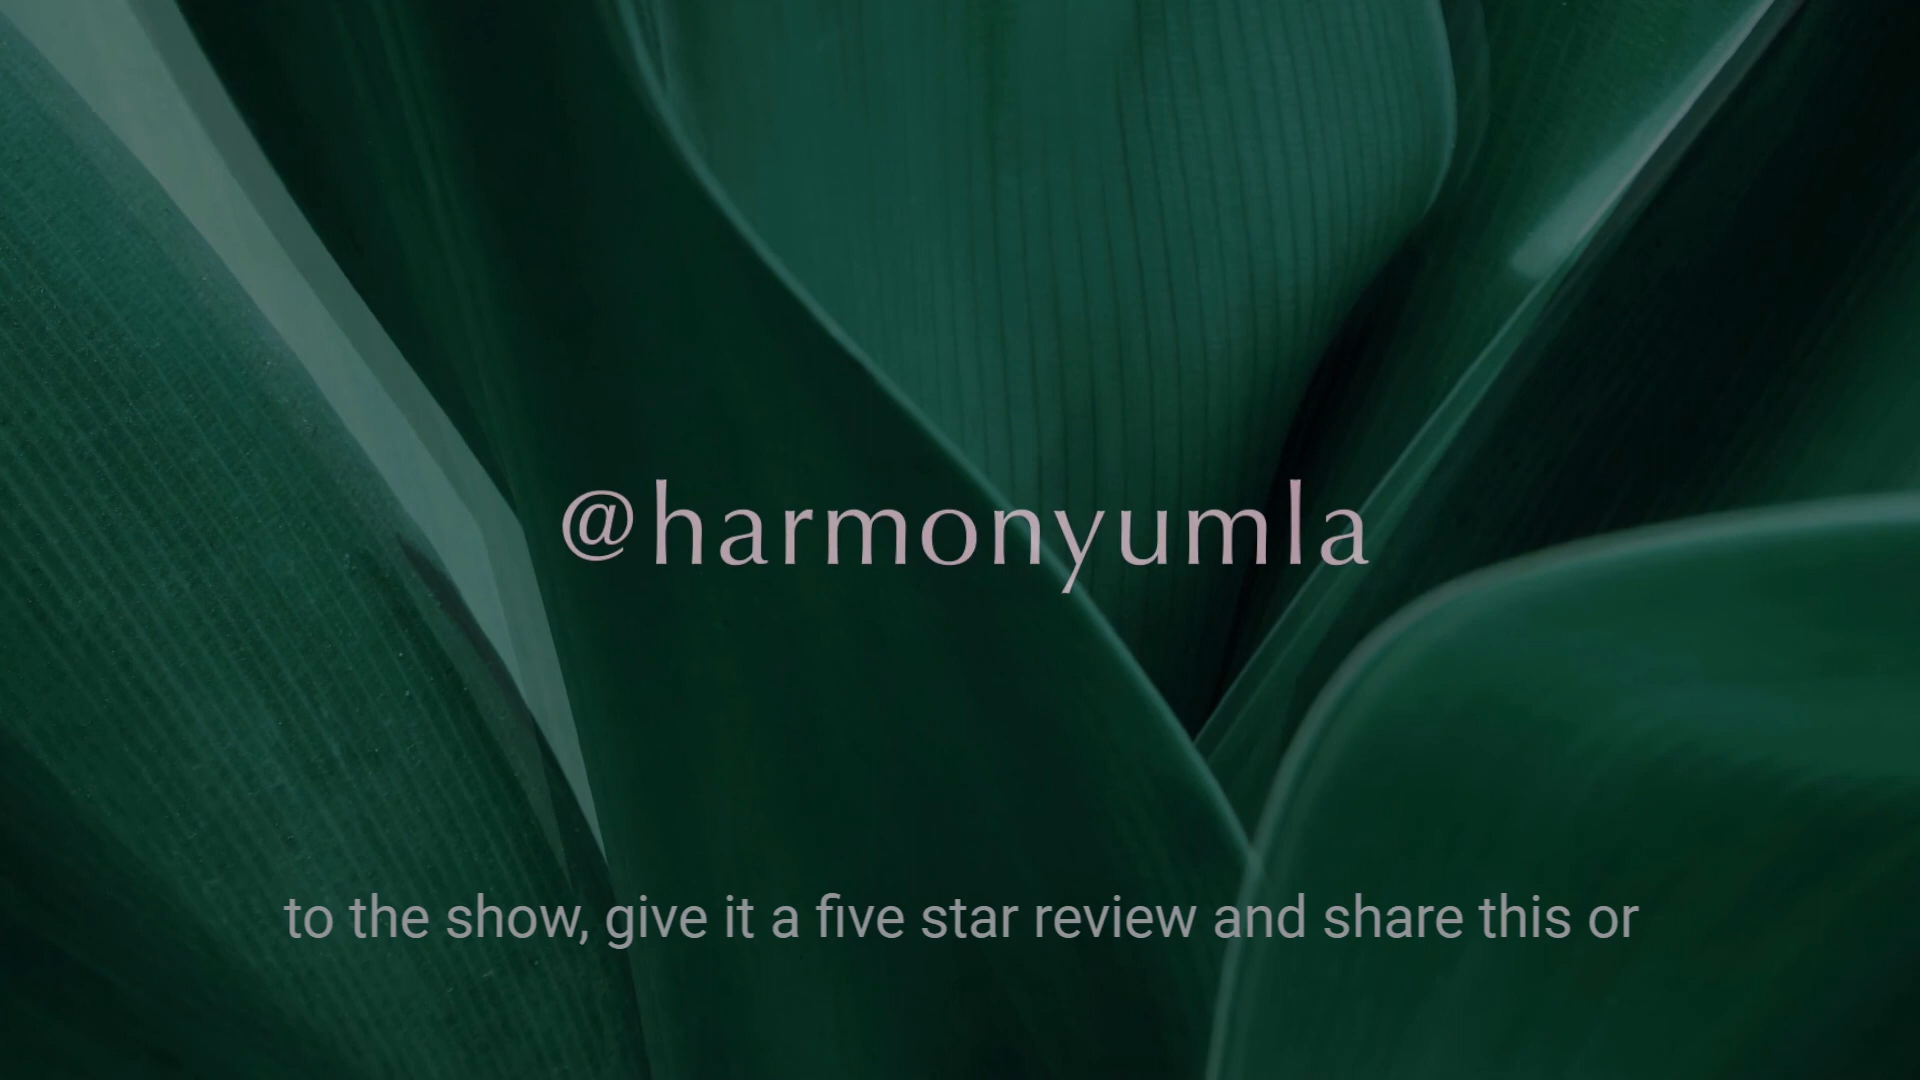 @harmonyumla
to the show, give it a five star review and share this or